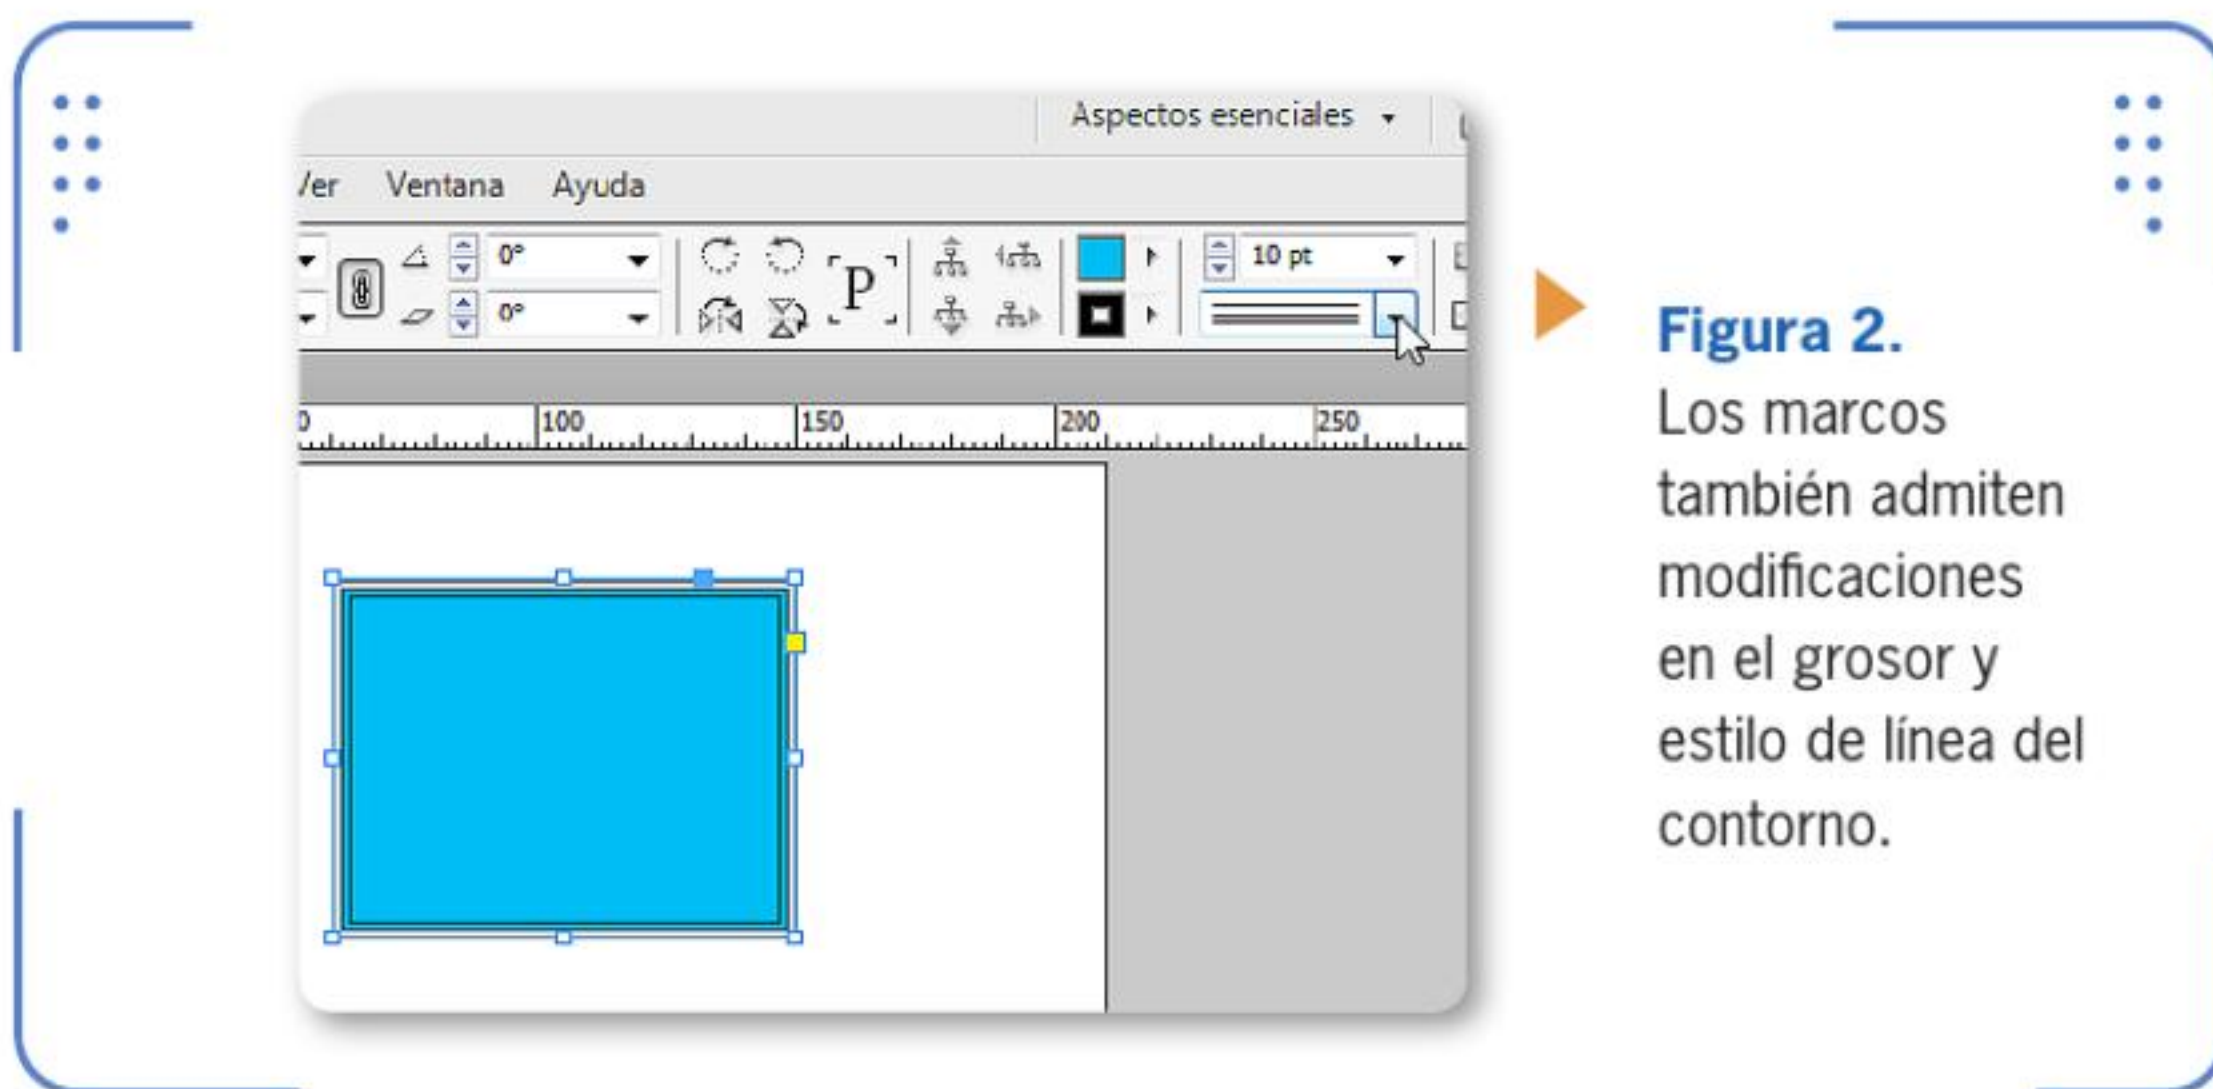 Aspectos esenciales
Ver Ventana Ayuda
0° 10 pt
P
0°
100 150 200 250
Figura 2.
Los marcos
también admiten
modificaciones
en el grosor y
estilo de línea del
contorno.